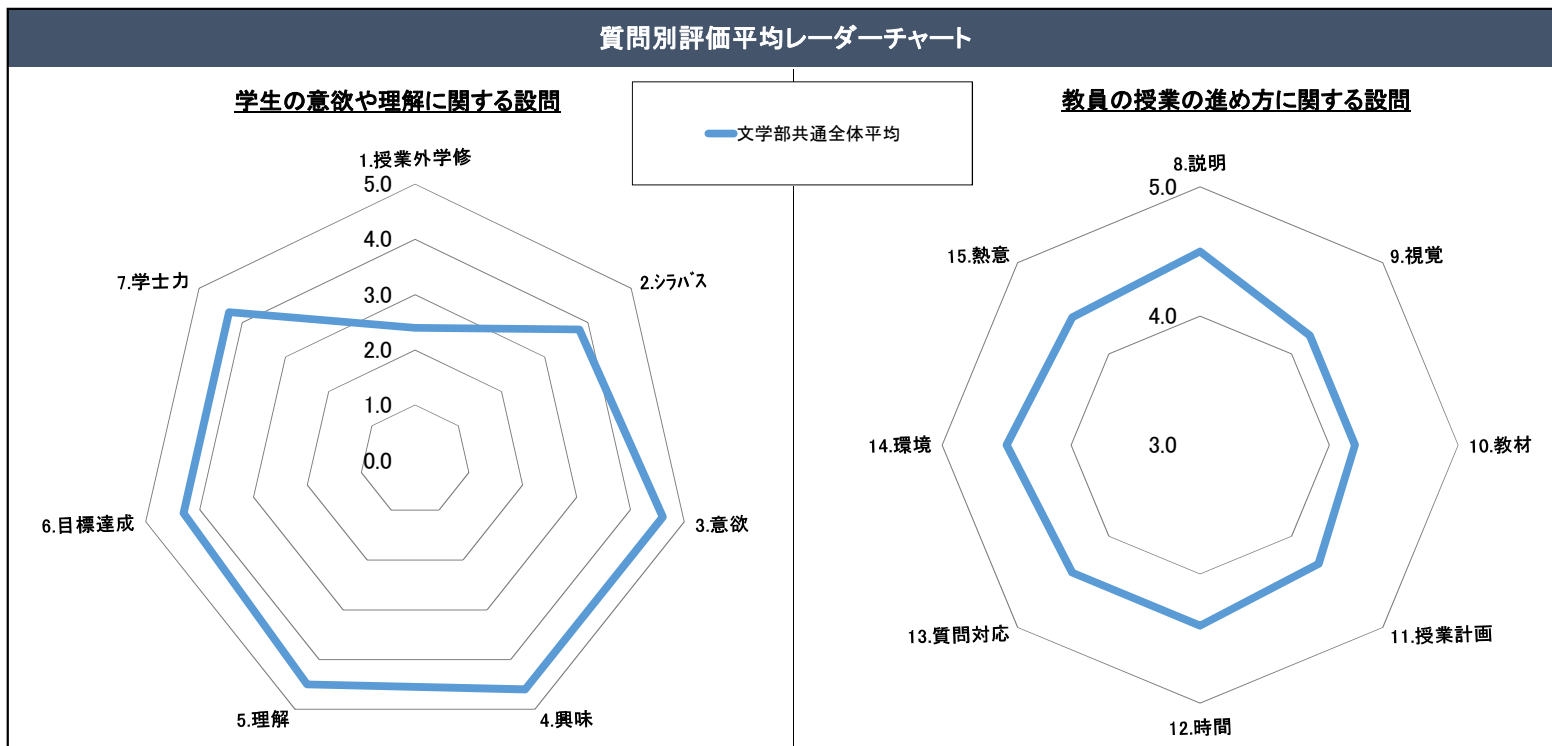 質問別評価平均レーダーチャート
学生の意欲や理解に関する設問
文学部共通全体平均
教員の授業の進め方に関する設問
1.授業外学修
5.0
4.0
3.0
2.0
1.0
0.0
2.ｼﾗﾊﾞｽ
3.意欲
4.興味
5.理解
6.目標達成
7.学士力
8.説明
5.0
4.0
3.0
9.視覚
10.教材
11.授業計画
12.時間
13.質問対応
14.環境
15.熱意